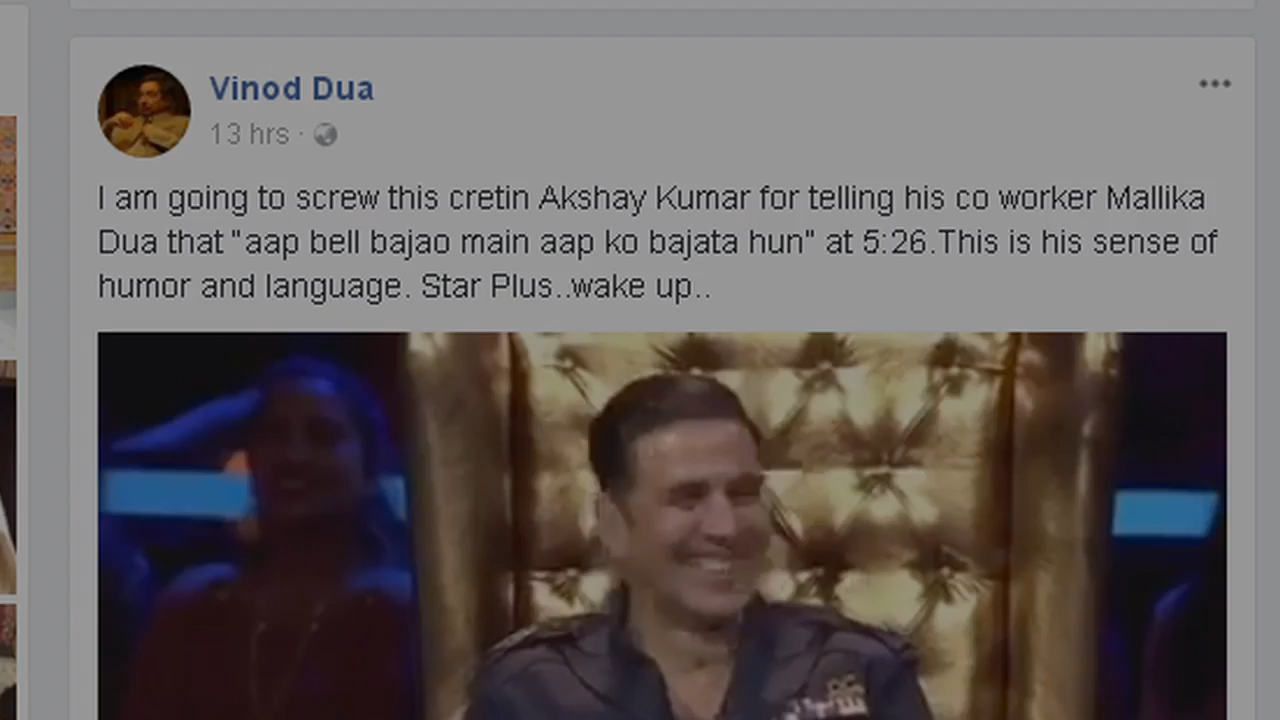 Vinod Dua
13 hrs ·
I am going to screw this cretin Akshay Kumar for telling his co worker Mallika
Dua that "aap bell bajao main aap ko bajata hun" at 5:26.This is his sense of
humor and language. Star Plus..wake up..